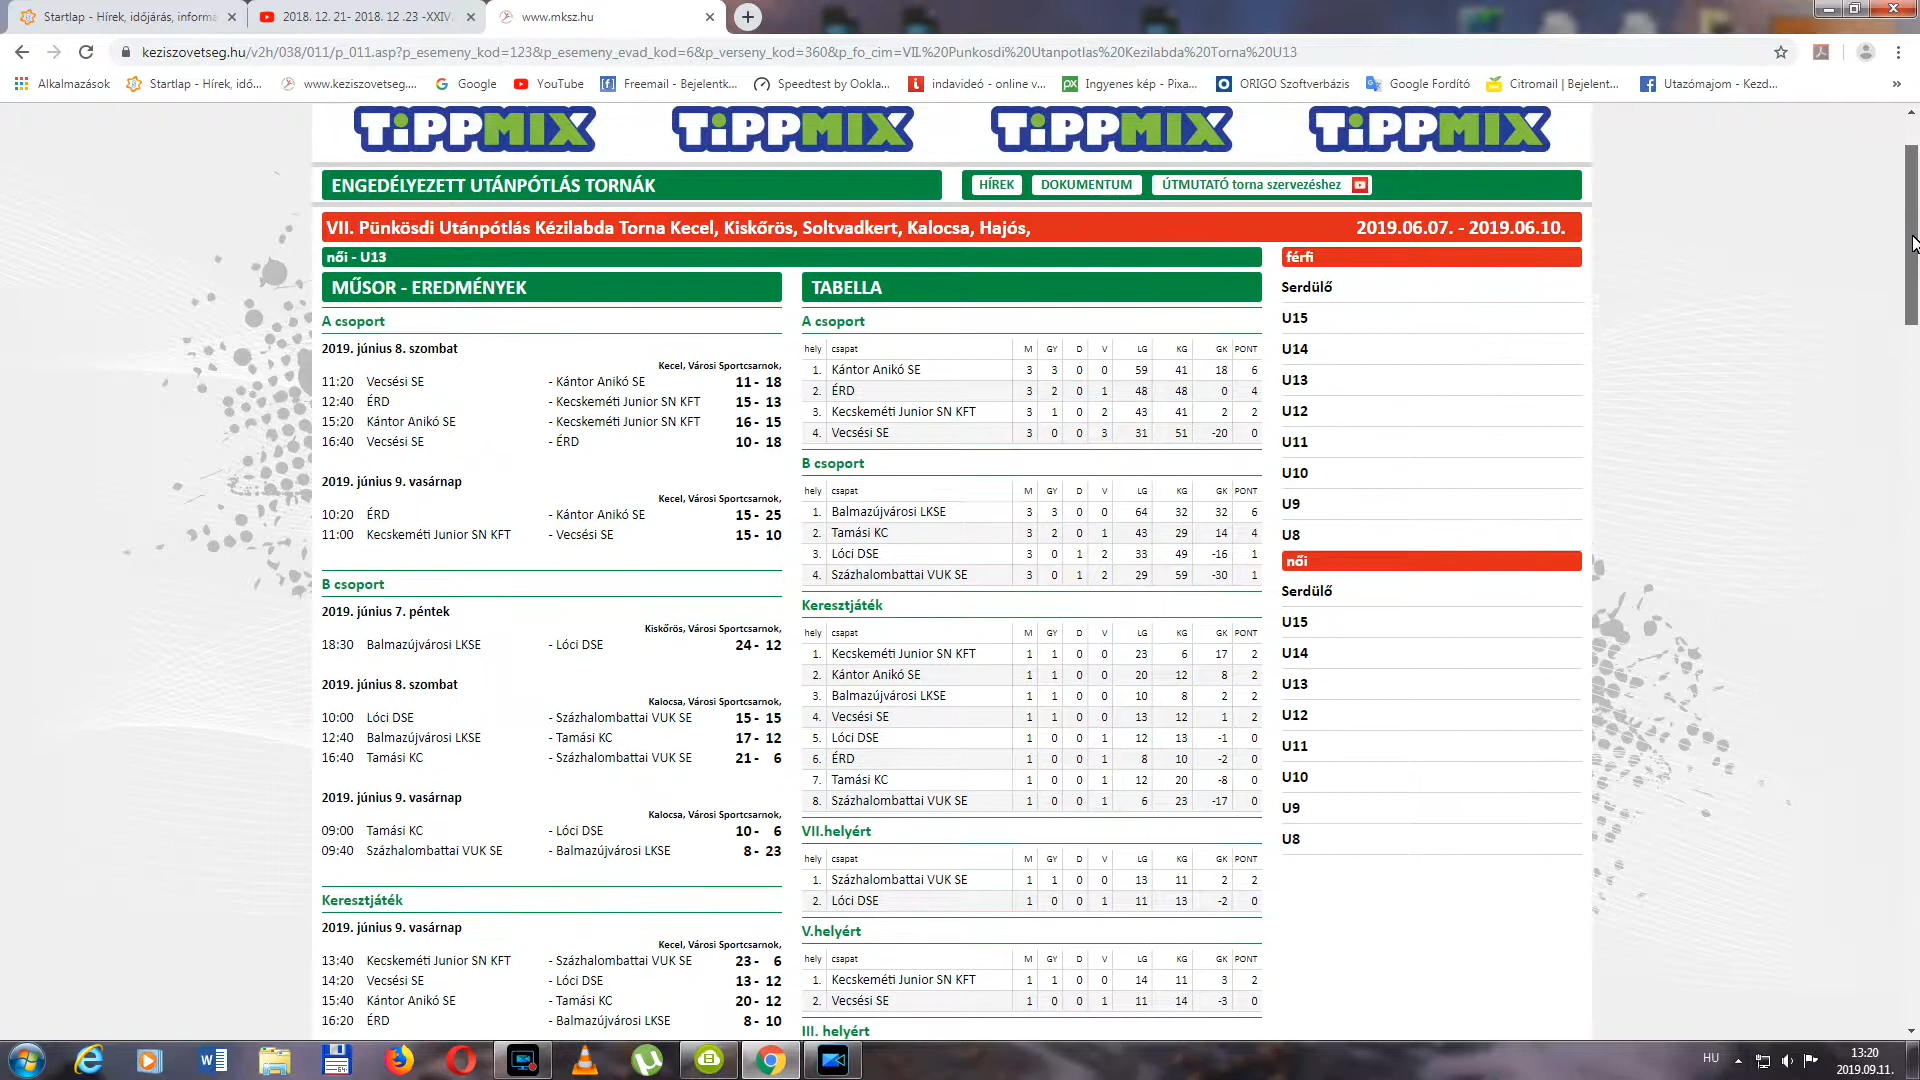 Startlap - Hírek, időjárás, informa
2018. 12. 21- 2018. 12 .23 -XXIV
www.mksz.hu
keziszovetseg.hu/v2h/038/011/p_011.asp?p_esemeny_kod=123&p_esemeny_evad_kod=6&p_verseny_kod=360&p_fo_cim=VII.%20Punkosdi%20Utanpotlas%20Kezilabda%20Torna%20U13
Alkalmazások Startlap - Hírek, idő... www.keziszovetseg.... Google YouTube Freemail - Bejelentk... Speedtest by Ookla... indavideó - online v... Ingyenes kép - Pixa... ORIGO Szoftverbázis Google Fordító Citromail | Bejelent... Utazómajom - Kezd... »
TiPPMIX TiPPMIX TiPPMIX TiPPMIX
ENGEDÉLYEZETT UTÁNPÓTLÁS TORNÁK
HÍREK DOKUMENTUM ÚTMUTATÓ torna szervezéshez
VII. Pünkösdi Utánpótlás Kézilabda Torna Kecel, Kiskőrös, Soltvadkert, Kalocsa, Hajós, 2019.06.07. - 2019.06.10.
női - U13
MŰSOR - EREDMÉNYEK
A csoport
2019. június 8. szombat
Kecel, Városi Sportcsarnok,
11:20 Vecsési SE - Kántor Anikó SE 11 - 18
12:40 ÉRD - Kecskeméti Junior SN KFT 15 - 13
15:20 Kántor Anikó SE - Kecskeméti Junior SN KFT 16 - 15
16:40 Vecsési SE - ÉRD 10 - 18
2019. június 9. vasárnap
Kecel, Városi Sportcsarnok,
10:20 ÉRD - Kántor Anikó SE 15 - 25
11:00 Kecskeméti Junior SN KFT - Vecsési SE 15 - 10
B csoport
2019. június 7. péntek
Kiskőrös, Városi Sportcsarnok,
18:30 Balmazújvárosi LKSE - Lóci DSE 24 - 12
2019. június 8. szombat
Kalocsa, Városi Sportcsarnok,
10:00 Lóci DSE - Százhalombattai VUK SE 15 - 15
12:40 Balmazújvárosi LKSE - Tamási KC 17 - 12
16:40 Tamási KC - Százhalombattai VUK SE 21 - 6
2019. június 9. vasárnap
Kalocsa, Városi Sportcsarnok,
09:00 Tamási KC - Lóci DSE 10 - 6
09:40 Százhalombattai VUK SE - Balmazújvárosi LKSE 8 - 23
Keresztjáték
2019. június 9. vasárnap
Kecel, Városi Sportcsarnok,
13:40 Kecskeméti Junior SN KFT - Százhalombattai VUK SE 23 - 6
14:20 Vecsési SE - Lóci DSE 13 - 12
15:40 Kántor Anikó SE - Tamási KC 20 - 12
16:20 ÉRD - Balmazújvárosi LKSE 8 - 10
TABELLA
A csoport
hely csapat M GY D V LG KG GK PONT
1. Kántor Anikó SE 3 3 0 0 59 41 18 6
2. ÉRD 3 2 0 1 48 48 0 4
3. Kecskeméti Junior SN KFT 3 1 0 2 43 41 2 2
4. Vecsési SE 3 0 0 3 31 51 -20 0
B csoport
hely csapat M GY D V LG KG GK PONT
1. Balmazújvárosi LKSE 3 3 0 0 64 32 32 6
2. Tamási KC 3 2 0 1 43 29 14 4
3. Lóci DSE 3 0 1 2 33 49 -16 1
4. Százhalombattai VUK SE 3 0 1 2 29 59 -30 1
Keresztjáték
hely csapat M GY D V LG KG GK PONT
1. Kecskeméti Junior SN KFT 1 1 0 0 23 6 17 2
2. Kántor Anikó SE 1 1 0 0 20 12 8 2
3. Balmazújvárosi LKSE 1 1 0 0 10 8 2 2
4. Vecsési SE 1 1 0 0 13 12 1 2
5. Lóci DSE 1 0 0 1 12 13 -1 0
6. ÉRD 1 0 0 1 8 10 -2 0
7. Tamási KC 1 0 0 1 12 20 -8 0
8. Százhalombattai VUK SE 1 0 0 1 6 23 -17 0
VII.helyért
hely csapat M GY D V LG KG GK PONT
1. Százhalombattai VUK SE 1 1 0 0 13 11 2 2
2. Lóci DSE 1 0 0 1 11 13 -2 0
V.helyért
hely csapat M GY D V LG KG GK PONT
1. Kecskeméti Junior SN KFT 1 1 0 0 14 11 3 2
2. Vecsési SE 1 0 0 1 11 14 -3 0
III. helyért
férfi
Serdülő
U15
U14
U13
U12
U11
U10
U9
U8
női
Serdülő
U15
U14
U13
U12
U11
U10
U9
U8
HU
13:20
2019.09.11.